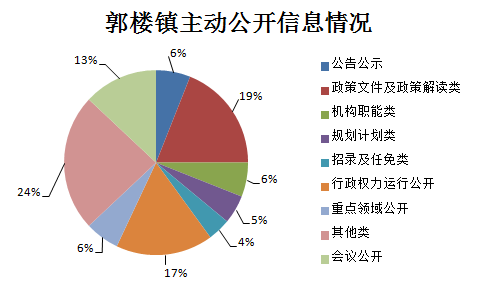 郭楼镇主动公开信息情况
6%
19%
6%
5%
4%
17%
6%
24%
13%
公告公示
政策文件及政策解读类
机构职能类
规划计划类
招录及任免类
行政权力运行公开
重点领域公开
其他类
会议公开